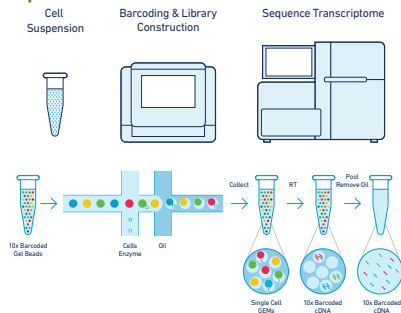 Cell
Suspension
Barcoding & Library
Construction
Sequence Transcriptome
Collect
RT
Pool
Remove Oil
10x Barcoded
Gel Beads
Cells
Enzyme
Oil
Single Cell
GEMs
10x Barcoded
cDNA
10x Barcoded
cDNA